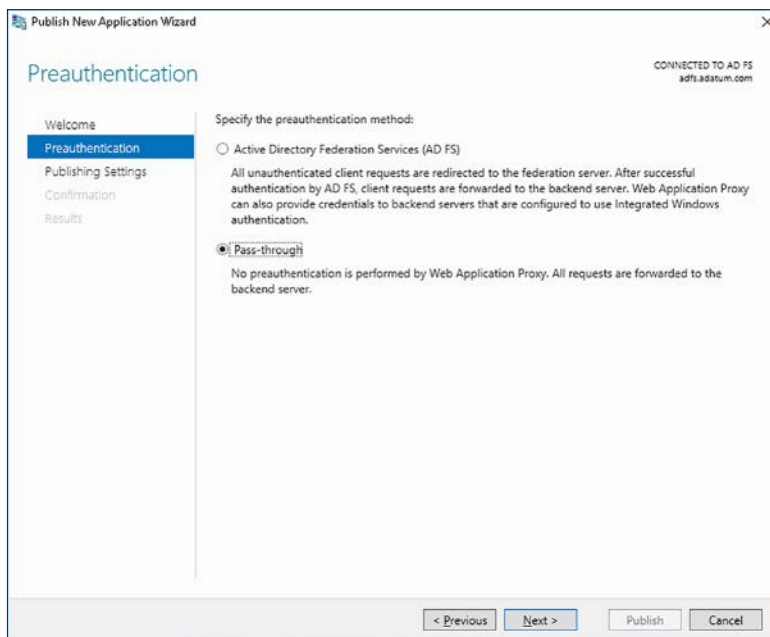 Publish New Application Wizard
Preauthentication
CONNECTED TO AD FS
adfs.adatum.com
Welcome
Preauthentication
Publishing Settings
Confirmation
Results
Specify the preauthentication method:
Active Directory Federation Services (AD FS)
All unauthenticated client requests are redirected to the federation server. After successful
authentication by AD FS, client requests are forwarded to the backend server. Web Application Proxy
can also provide credentials to backend servers that are configured to use Integrated Windows
authentication.
Pass-through
No preauthentication is performed by Web Application Proxy. All requests are forwarded to the
backend server.
< Previous
Next >
Publish
Cancel